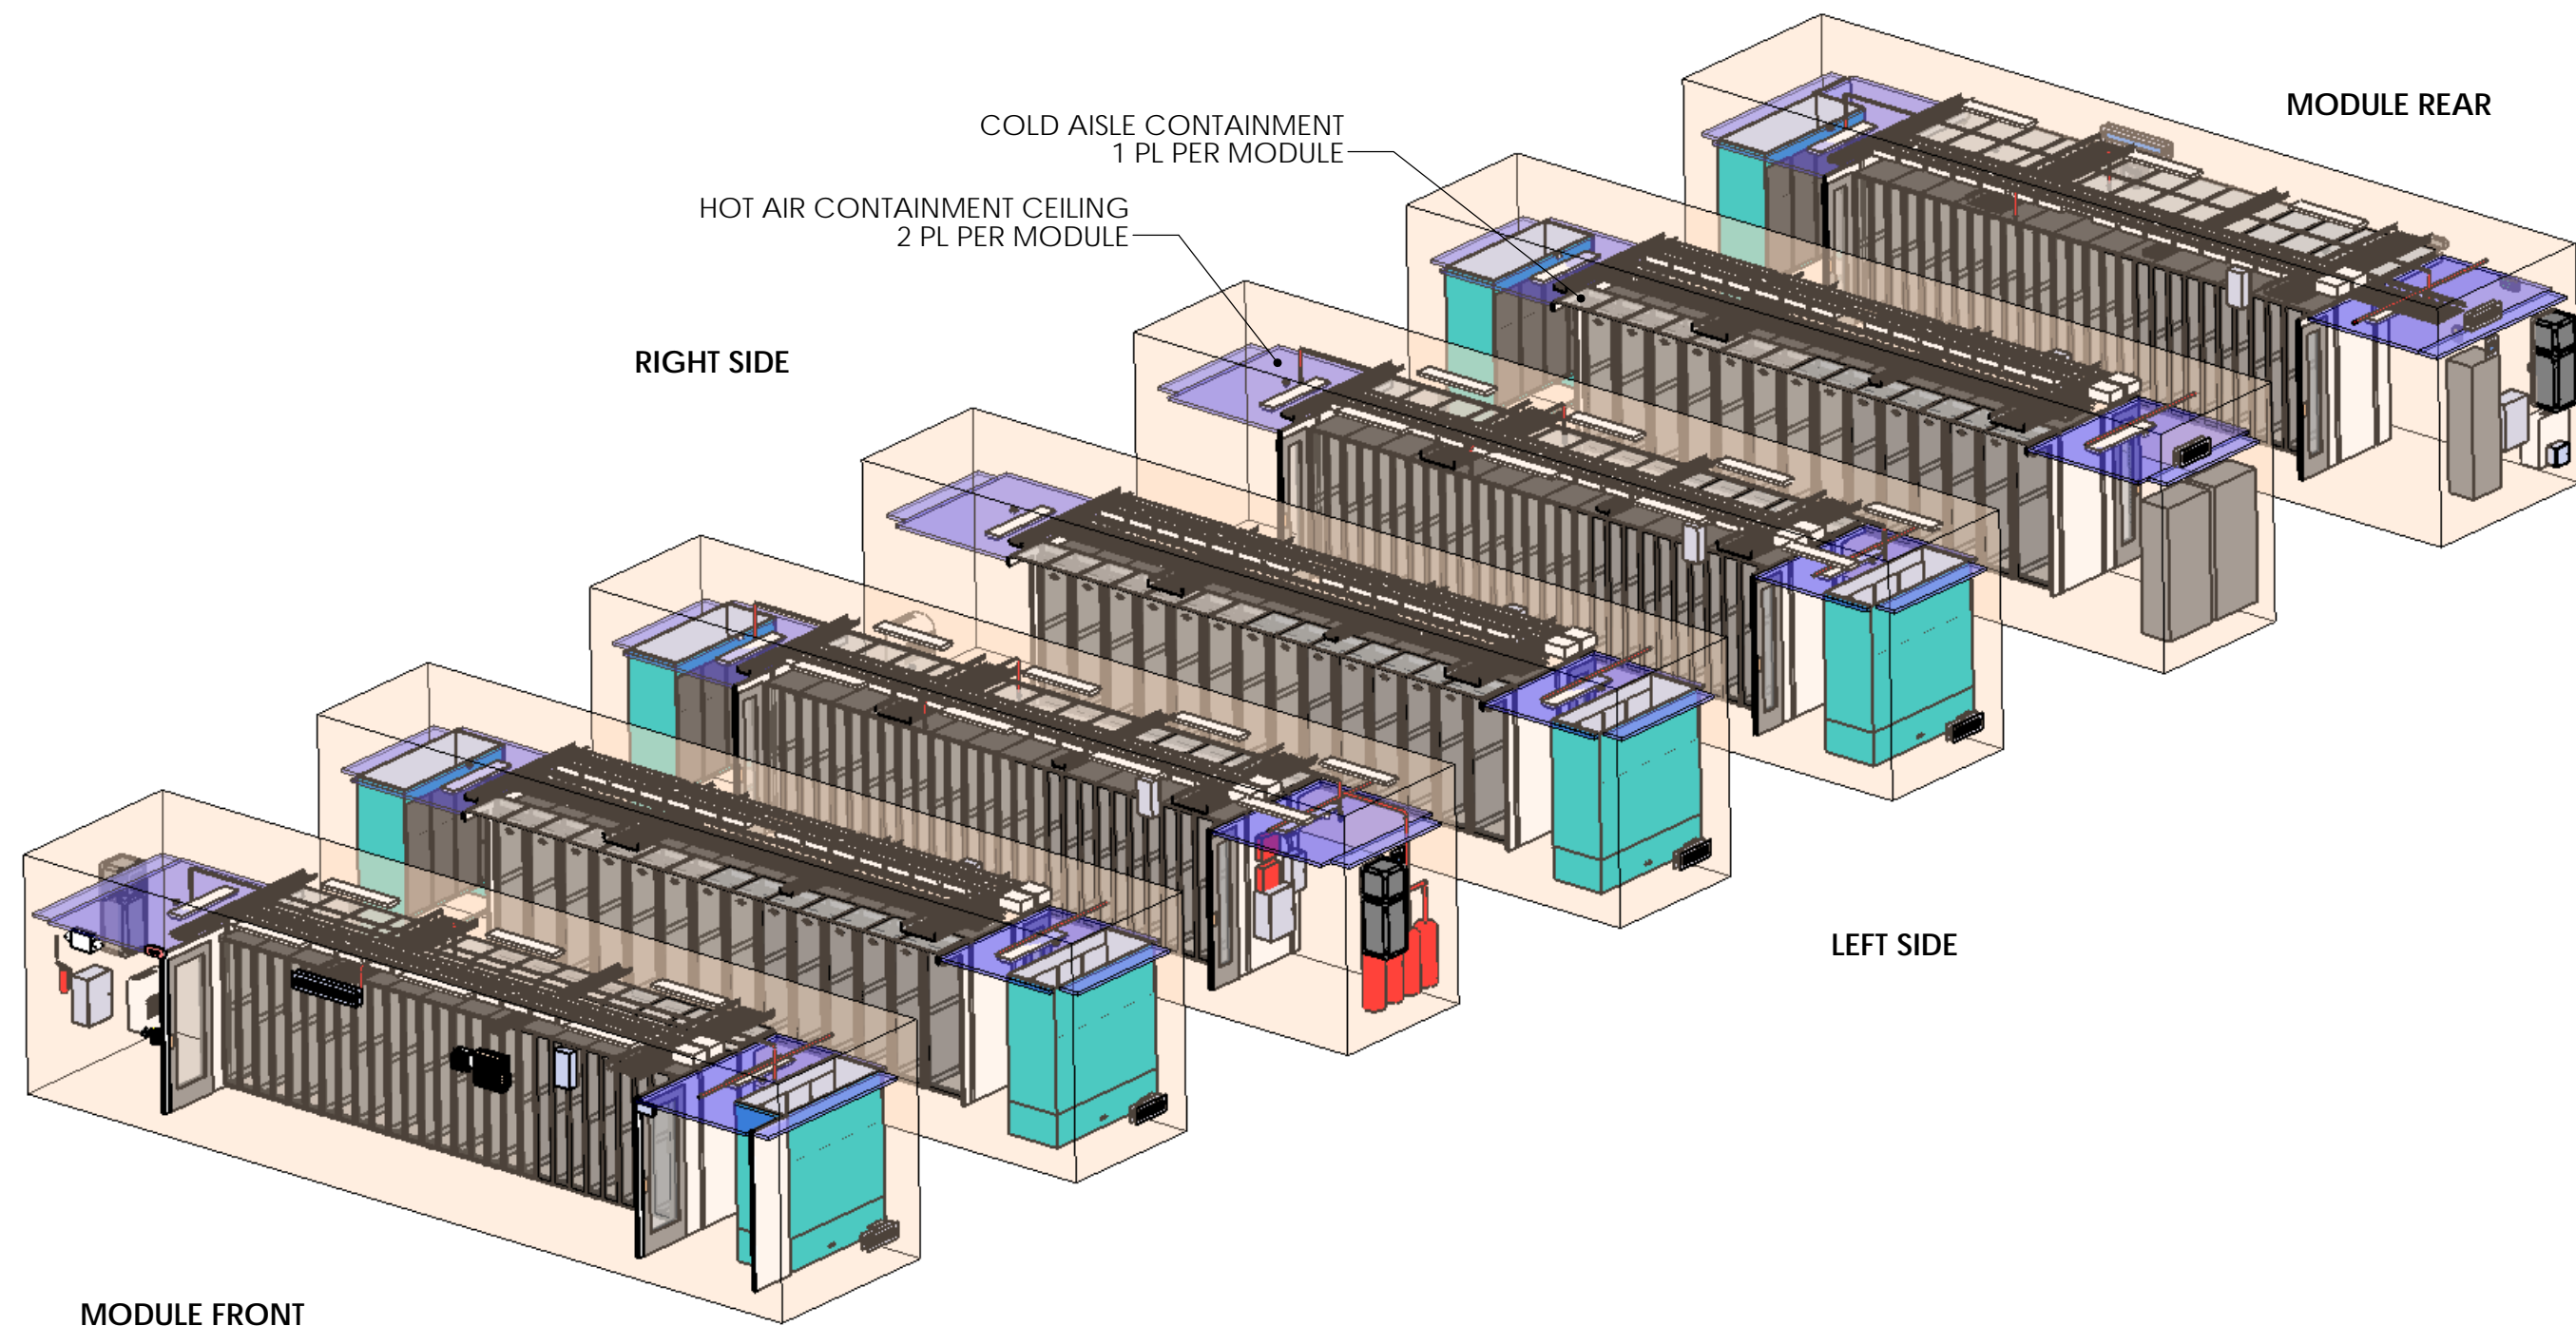 MODULE REAR
COLD AISLE CONTAINMENT
1 PL PER MODULE
HOT AIR CONTAINMENT CEILING
2 PL PER MODULE
RIGHT SIDE
LEFT SIDE
MODULE FRONT